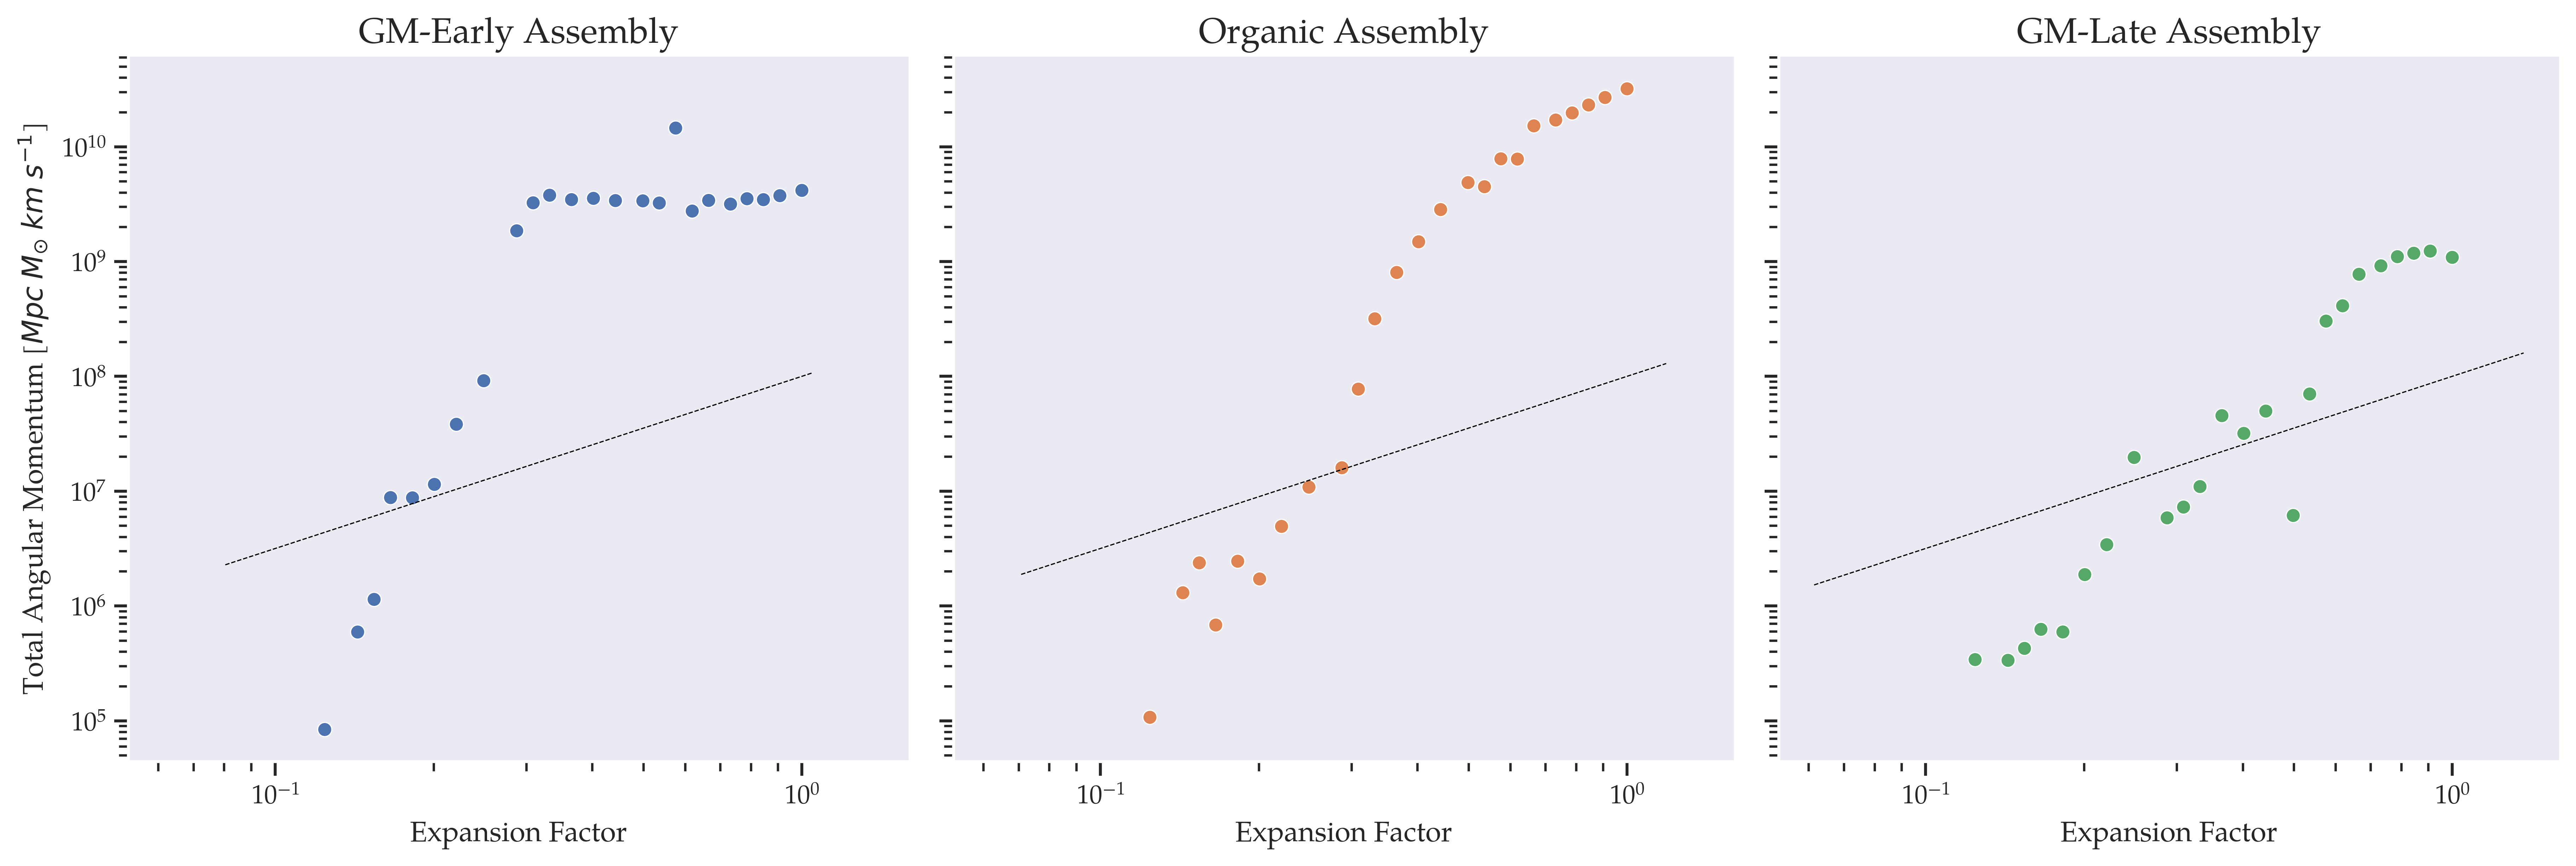 GM-Early Assembly
Organic Assembly
GM-Late Assembly
Total Angular Momentum [Mpc M⊙ km s⁻¹]
10¹⁰
10⁹
10⁸
10⁷
10⁶
10⁵
10⁻¹
10⁰
10⁻¹
10⁰
10⁻¹
10⁰
Expansion Factor
Expansion Factor
Expansion Factor